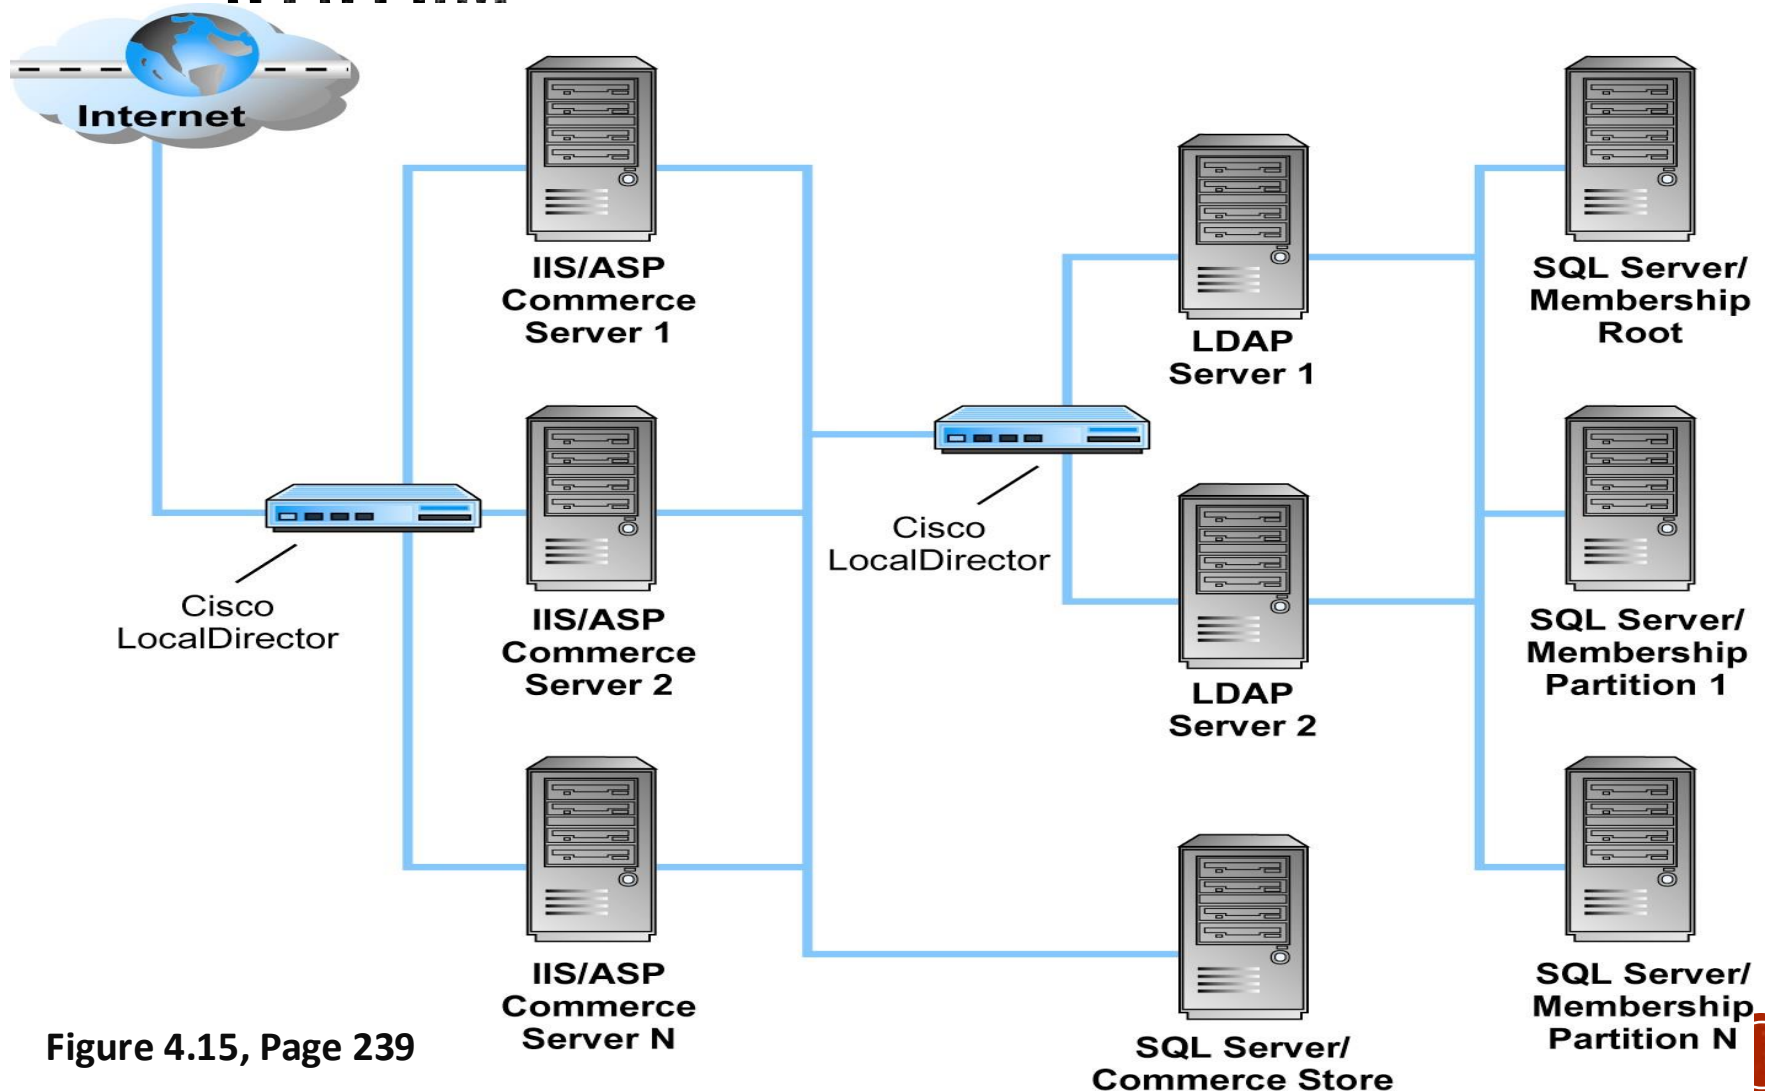 Internet
IIS/ASP
Commerce
Server 1
IIS/ASP
Commerce
Server 2
IIS/ASP
Commerce
Server N
Cisco
LocalDirector
Cisco
LocalDirector
LDAP
Server 1
LDAP
Server 2
SQL Server/
Commerce Store
SQL Server/
Membership
Root
SQL Server/
Membership
Partition 1
SQL Server/
Membership
Partition N
Figure 4.15, Page 239